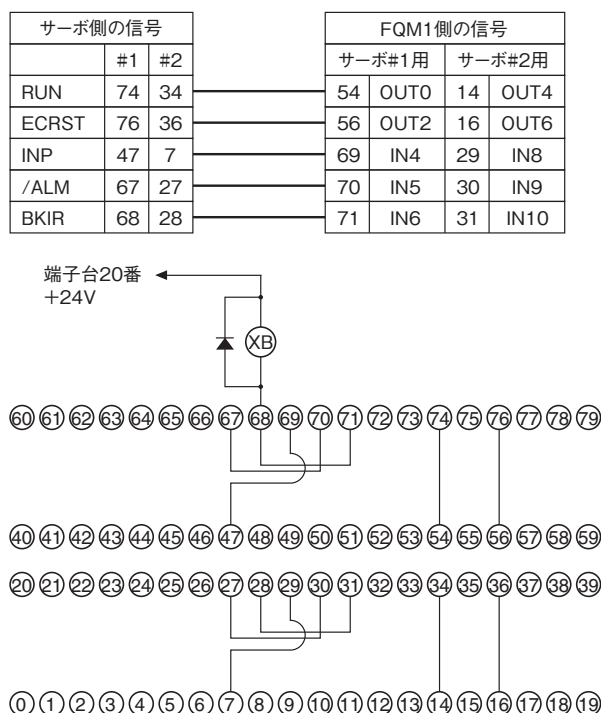 サーボ側の信号
#1 #2
RUN 74 34
ECRST 76 36
INP 47 7
/ALM 67 27
BKIR 68 28
FQM1側の信号
サーボ#1用 サーボ#2用
54 OUT0 14 OUT4
56 OUT2 16 OUT6
69 IN4 29 IN8
70 IN5 30 IN9
71 IN6 31 IN10
端子台20番
+24V
XB
60 61 62 63 64 65 66 67 68 69 70 71 72 73 74 75 76 77 78 79
40 41 42 43 44 45 46 47 48 49 50 51 52 53 54 55 56 57 58 59
20 21 22 23 24 25 26 27 28 29 30 31 32 33 34 35 36 37 38 39
0 1 2 3 4 5 6 7 8 9 10 11 12 13 14 15 16 17 18 19